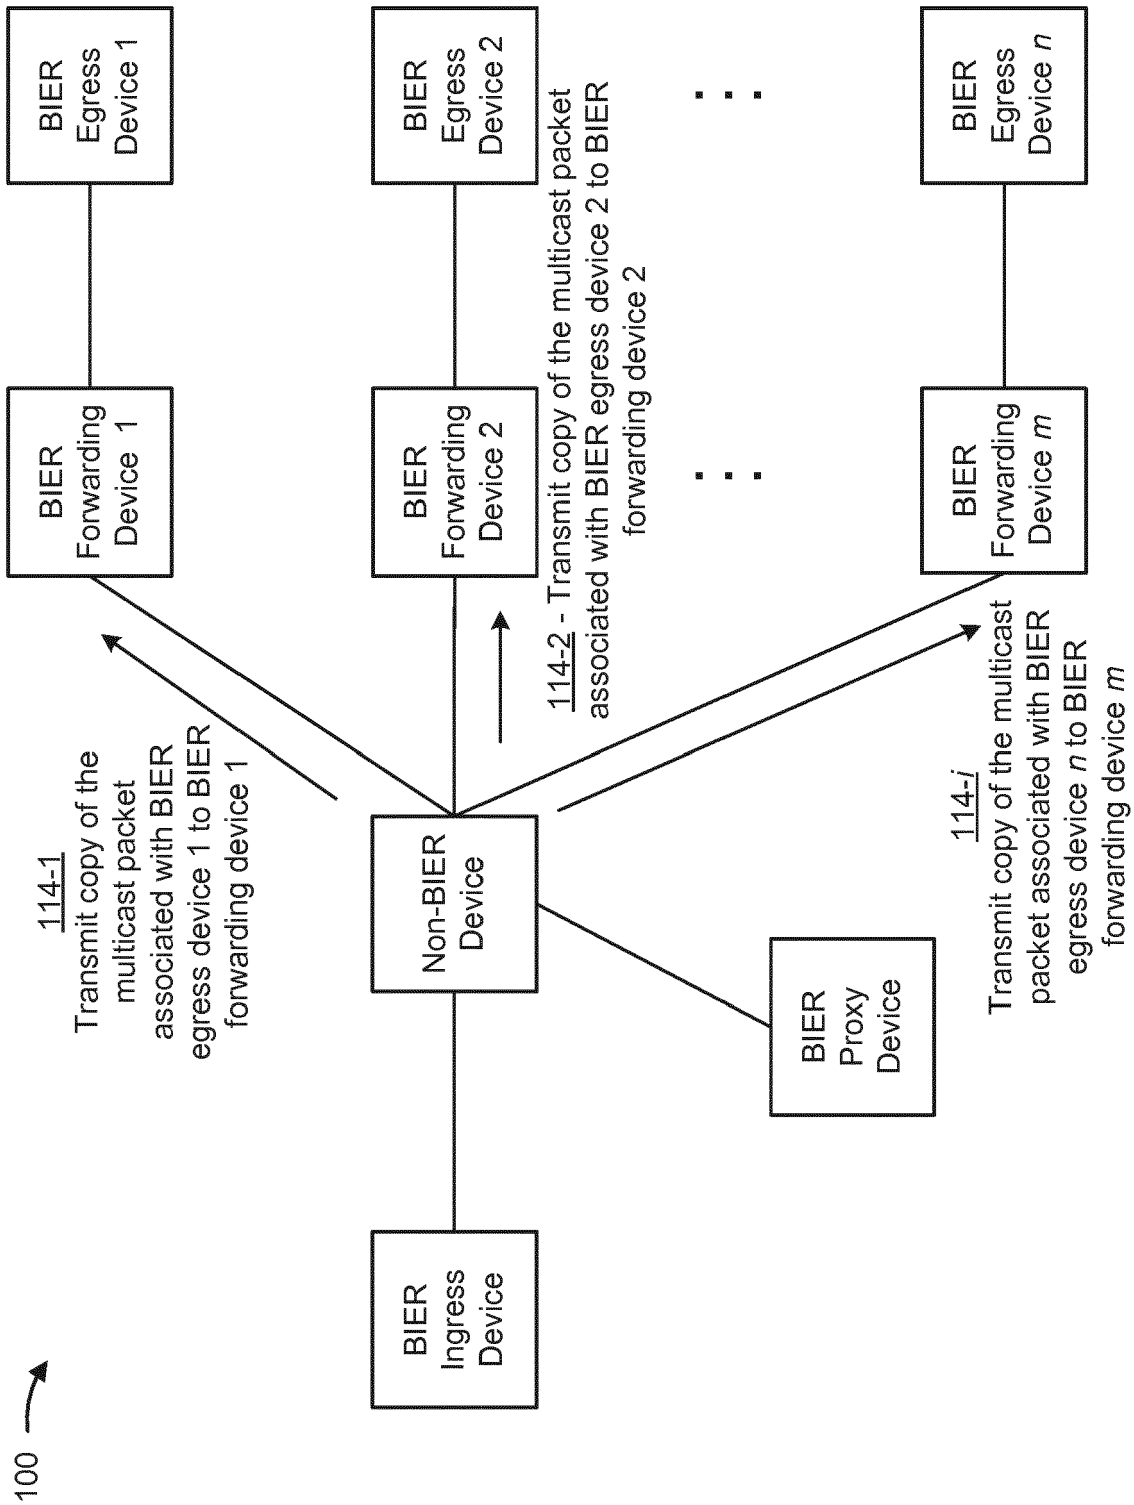 100
BIER
Ingress
Device
Non-BIER
Device
BIER
Proxy
Device
114-1
Transmit copy of the
multicast packet
associated with BIER
egress device 1 to BIER
forwarding device 1
114-2 - Transmit copy of the multicast packet
associated with BIER egress device 2 to BIER
forwarding device 2
114-i
Transmit copy of the multicast
packet associated with BIER
egress device n to BIER
forwarding device m
BIER
Forwarding
Device 1
BIER
Forwarding
Device 2
. . .
BIER
Forwarding
Device m
BIER
Egress
Device 1
BIER
Egress
Device 2
. . .
BIER
Egress
Device n